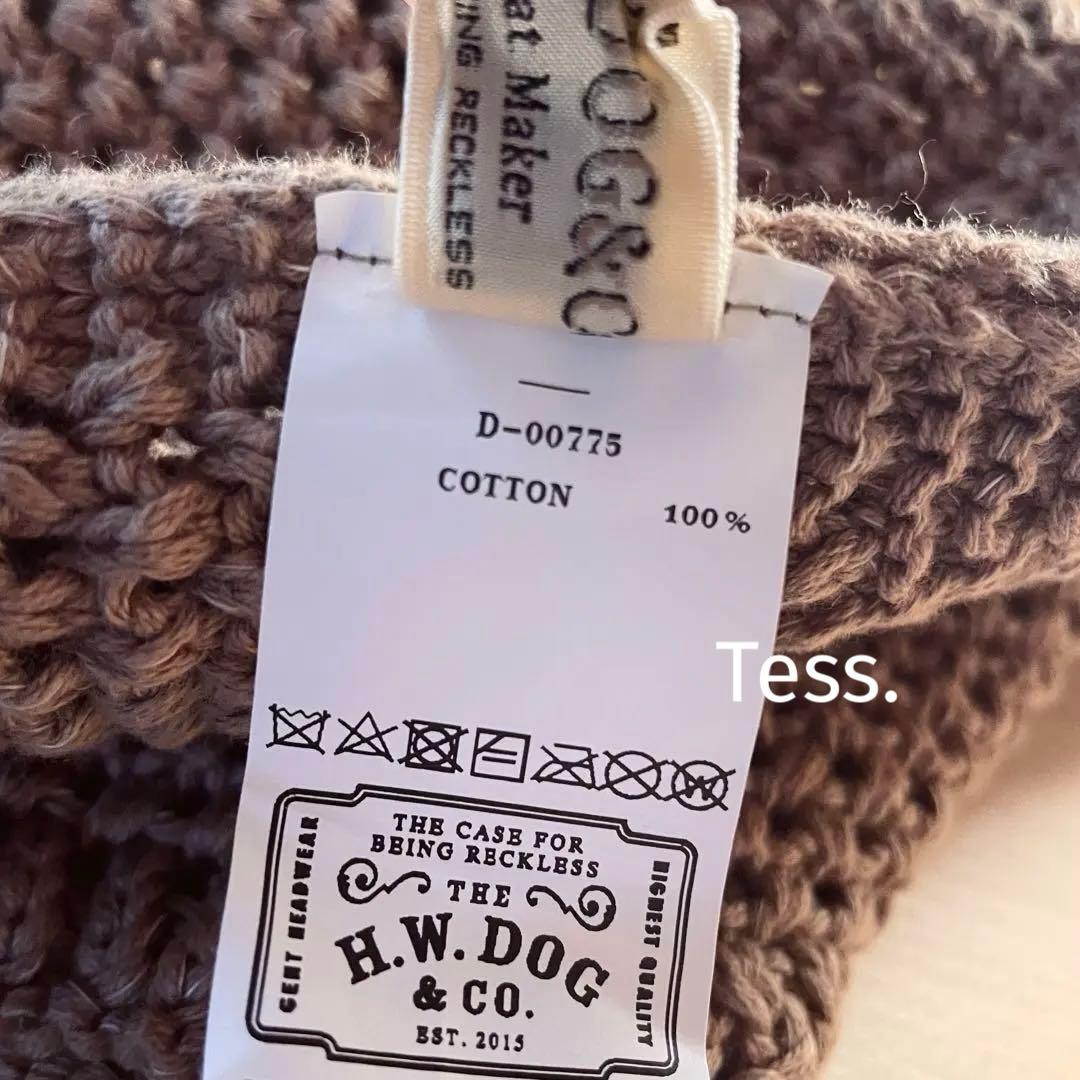 OG&C
at Maker
ING RECKLESS
D-00775
COTTON
100%
Tess.
THE CASE FOR
BEING RECKLESS
GENT HEADWEAR
HIGHEST QUALITY
THE
H.W.DOG
& CO.
EST. 2015